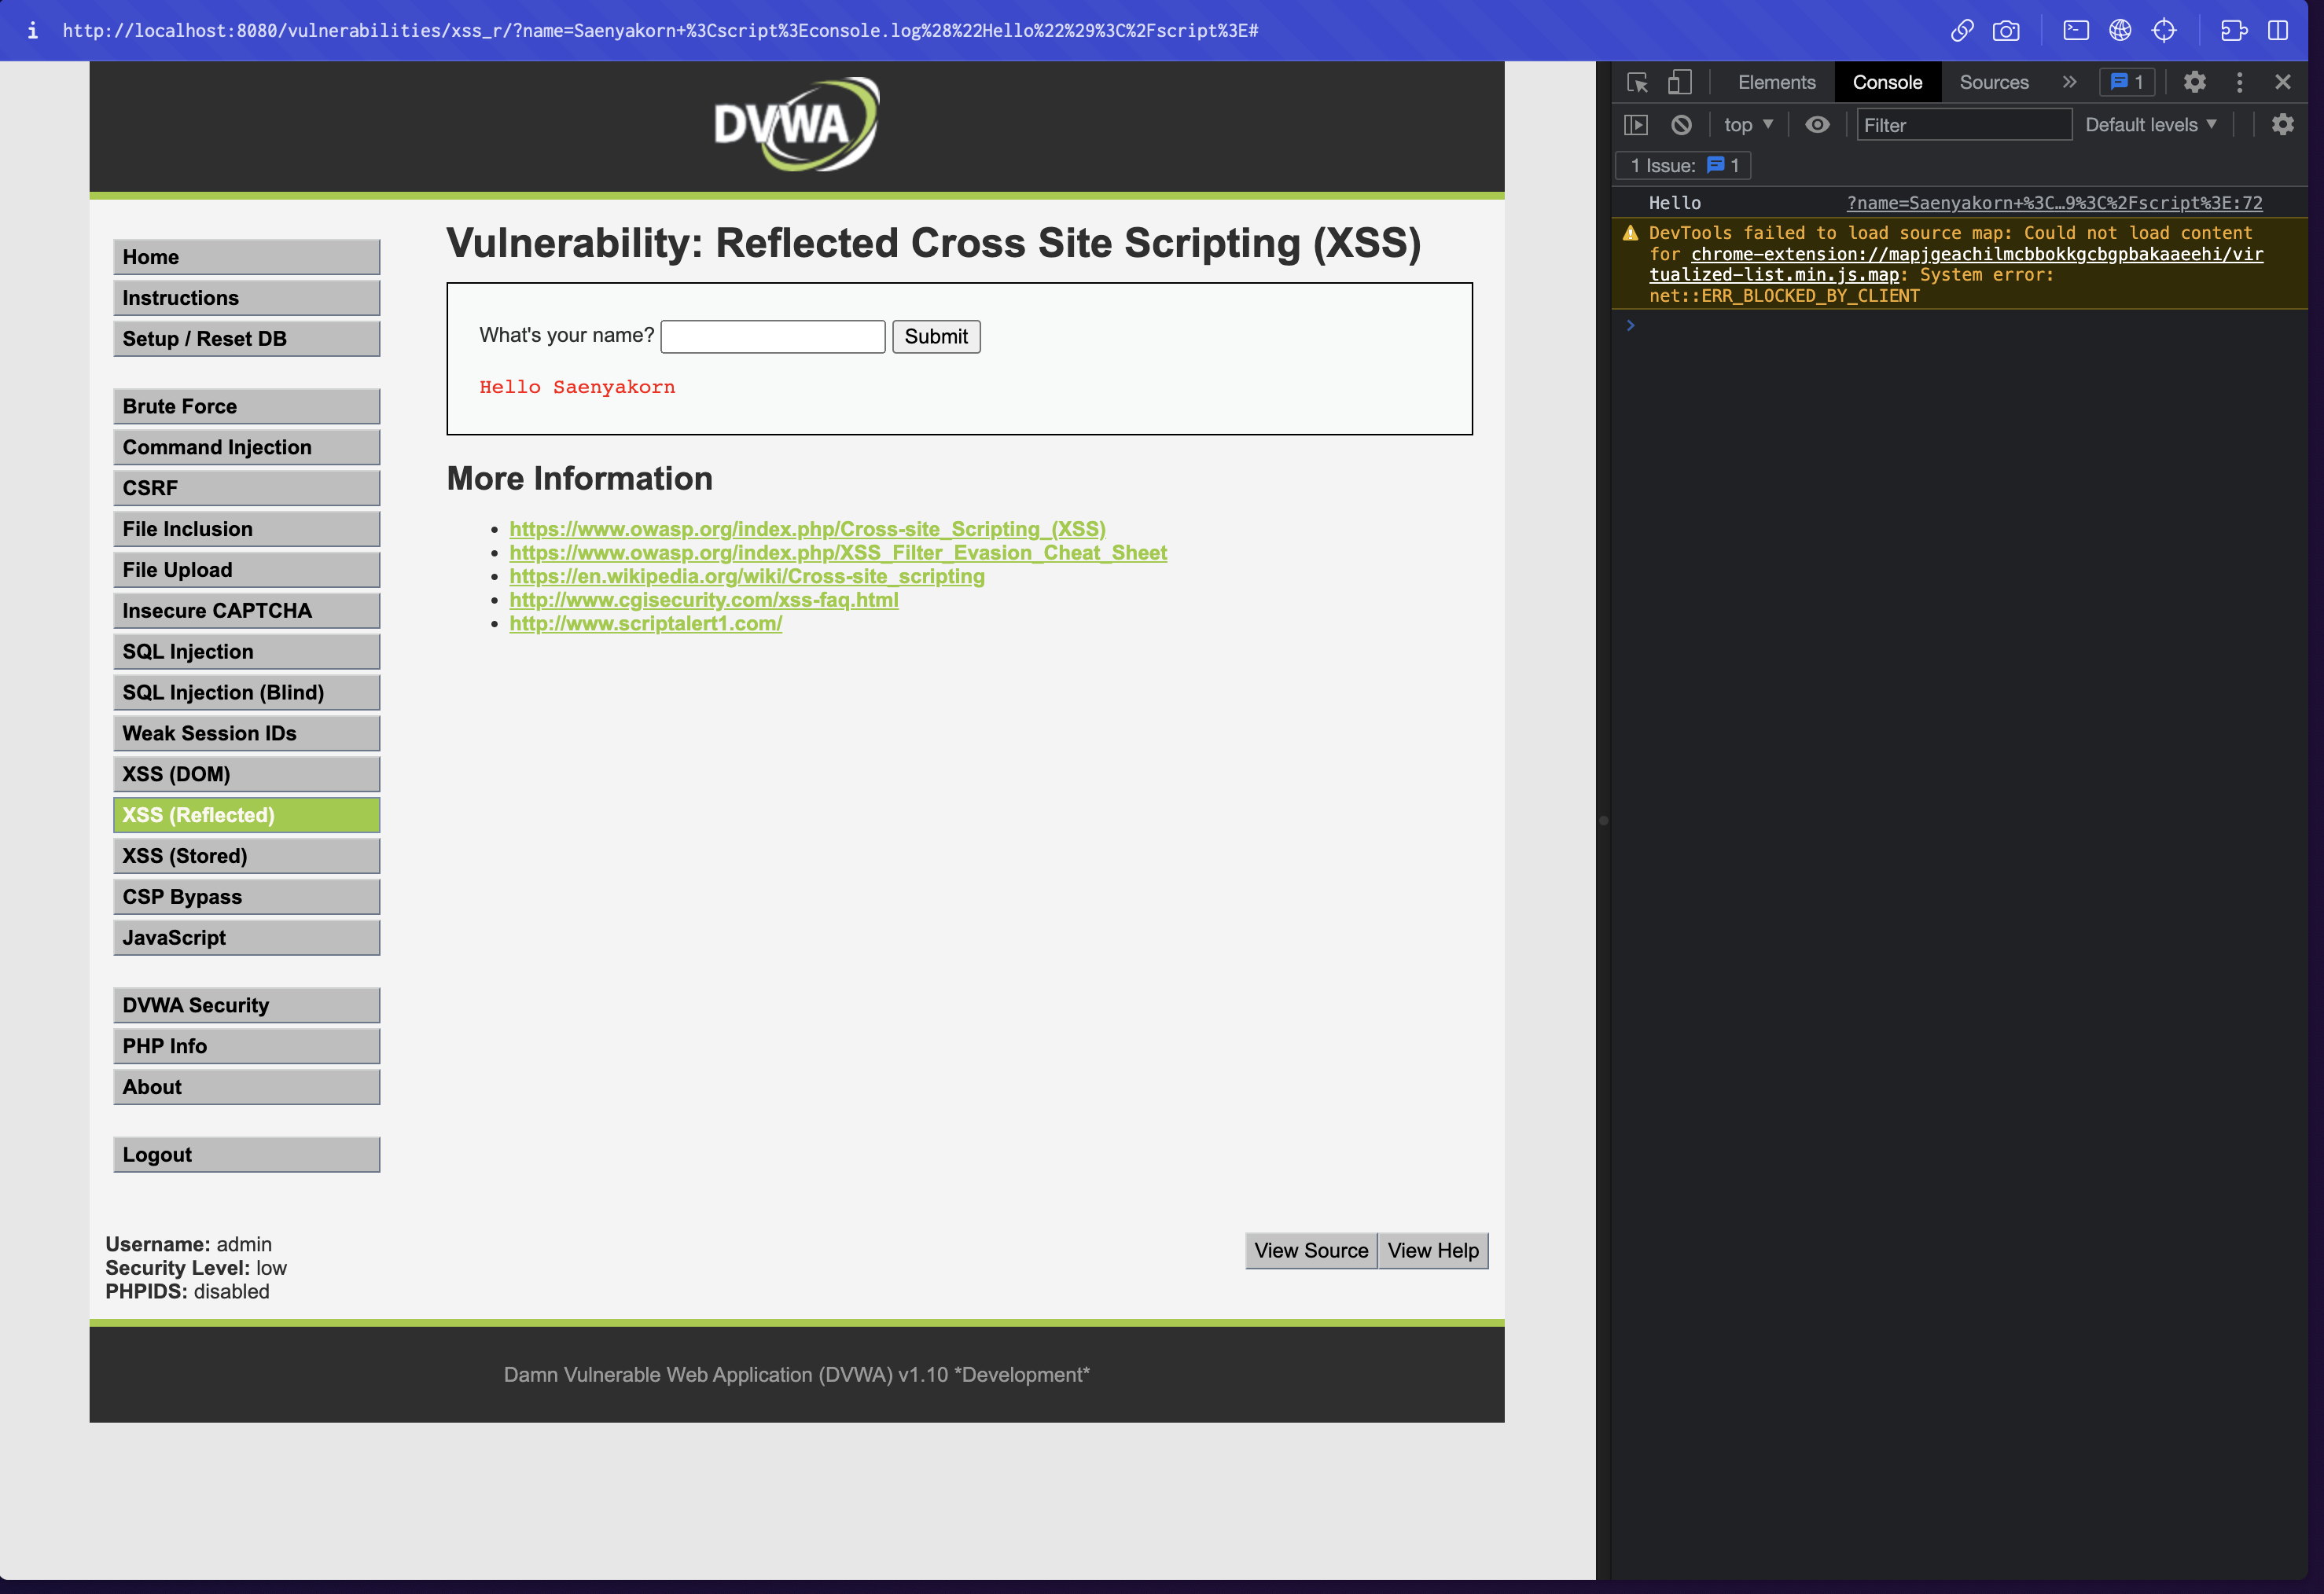 http://localhost:8080/vulnerabilities/xss_r/?name=Saenyakorn+%3Cscript%3Econsole.log%28%22Hello%22%29%3C%2Fscript%3E#
DVWA
Home
Instructions
Setup / Reset DB
Brute Force
Command Injection
CSRF
File Inclusion
File Upload
Insecure CAPTCHA
SQL Injection
SQL Injection (Blind)
Weak Session IDs
XSS (DOM)
XSS (Reflected)
XSS (Stored)
CSP Bypass
JavaScript
DVWA Security
PHP Info
About
Logout
Vulnerability: Reflected Cross Site Scripting (XSS)
What's your name? Submit
Hello Saenyakorn
More Information
https://www.owasp.org/index.php/Cross-site_Scripting_(XSS)
https://www.owasp.org/index.php/XSS_Filter_Evasion_Cheat_Sheet
https://en.wikipedia.org/wiki/Cross-site_scripting
http://www.cgisecurity.com/xss-faq.html
http://www.scriptalert1.com/
Username: admin
Security Level: low
PHPIDS: disabled
View Source View Help
Damn Vulnerable Web Application (DVWA) v1.10 *Development*
Elements Console Sources » 1
top Filter Default levels
1 Issue: 1
Hello ?name=Saenyakorn+%3C…9%3C%2Fscript%3E:72
DevTools failed to load source map: Could not load content
for chrome-extension://mapjgeachilmcbbokkgcbgpbakaaeehi/vir
tualized-list.min.js.map: System error:
net::ERR_BLOCKED_BY_CLIENT